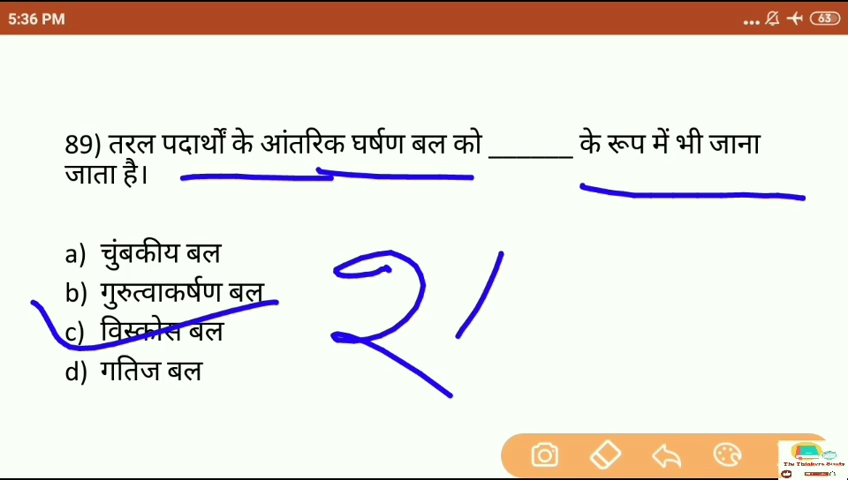 5:36 PM
63
89) तरल पदार्थों के आंतरिक घर्षण बल को ______ के रूप में भी जाना
जाता है।
a) चुंबकीय बल
b) गुरुत्वाकर्षण बल
c) विस्कोस बल
d) गतिज बल